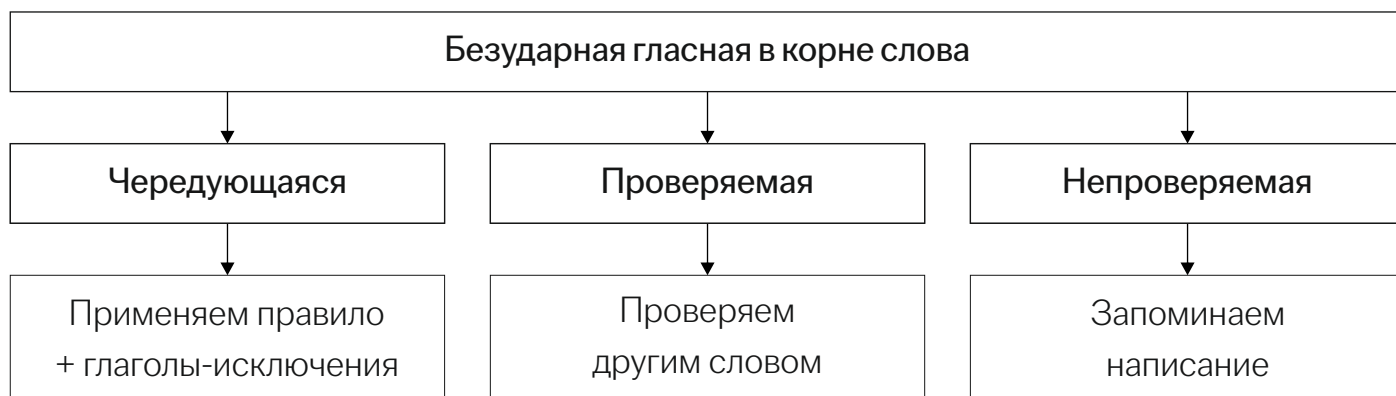 Безударная гласная в корне слова
Чередующаяся
Проверяемая
Непроверяемая
Применяем правило
+ глаголы-исключения
Проверяем
другим словом
Запоминаем
написание